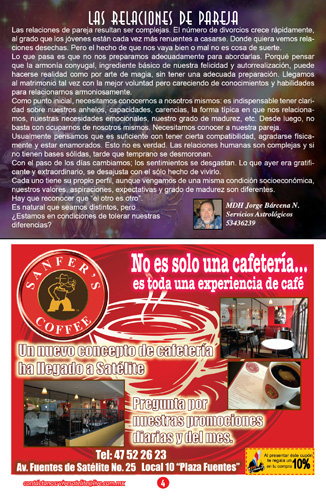 LAS RELACIONES DE PAREJA
Las relaciones de pareja resultan ser complejas. El número de divorcios crece rápidamente,
al grado que los jóvenes están cada vez más renuentes a casarse. Donde quiera vemos rela-
ciones desechas. Pero el hecho de que nos vaya bien o mal no es cosa de suerte.
Lo que pasa es que no nos preparamos adecuadamente para abordarlas. Porqué pensar
que la armonía conyugal, ingrediente básico de nuestra felicidad y autorrealización, puede
hacerse realidad como por arte de magia, sin tener una adecuada preparación. Llegamos
al matrimonio tal vez con la mejor voluntad pero careciendo de conocimientos y habilidades
para relacionarnos armoniosamente.
Como punto inicial, necesitamos conocernos a nosotros mismos: es indispensable tener clari-
dad sobre nuestros anhelos, capacidades, carencias, la forma típica en que nos relaciona-
mos, nuestras necesidades emocionales, nuestro grado de madurez, etc. Desde luego, no
basta con ocuparnos de nosotros mismos. Necesitamos conocer a nuestra pareja.
Usualmente pensamos que es suficiente con tener cierta compatibilidad, agradarse física-
mente y estar enamorados. Esto no es verdad. Las relaciones humanas son complejas y si
no tienen bases sólidas, tarde que temprano se desmoronan.
Con el paso de los días cambiamos, los sentimientos se desgastan. Lo que ayer era gratifi-
cante y extraordinario, se desajusta con el sólo hecho de vivirlo.
Cada uno tiene su propio perfil, aunque vengamos de una misma condición socioeconómica,
nuestros valores, aspiraciones, expectativas y grado de madurez son diferentes.
Hay que reconocer que "el otro es otro".
Es natural que seamos distintos, pero
¿Estamos en condiciones de tolerar nuestras
diferencias?
MDH Jorge Bárcena N.
Servicios Astrológicos
53436239
SANFER'S
COFFEE
No es solo una cafetería...
es toda una experiencia de café
Un nuevo concepto de cafetería
ha llegado a Satélite
Pregunta por
nuestras promociones
diarias y del mes.
Tel: 47 52 26 23
Av. Fuentes de Satélite No. 25 Local 10 "Plaza Fuentes"
Al presentar este cupón,
te regala un
en tu compra 10%
4